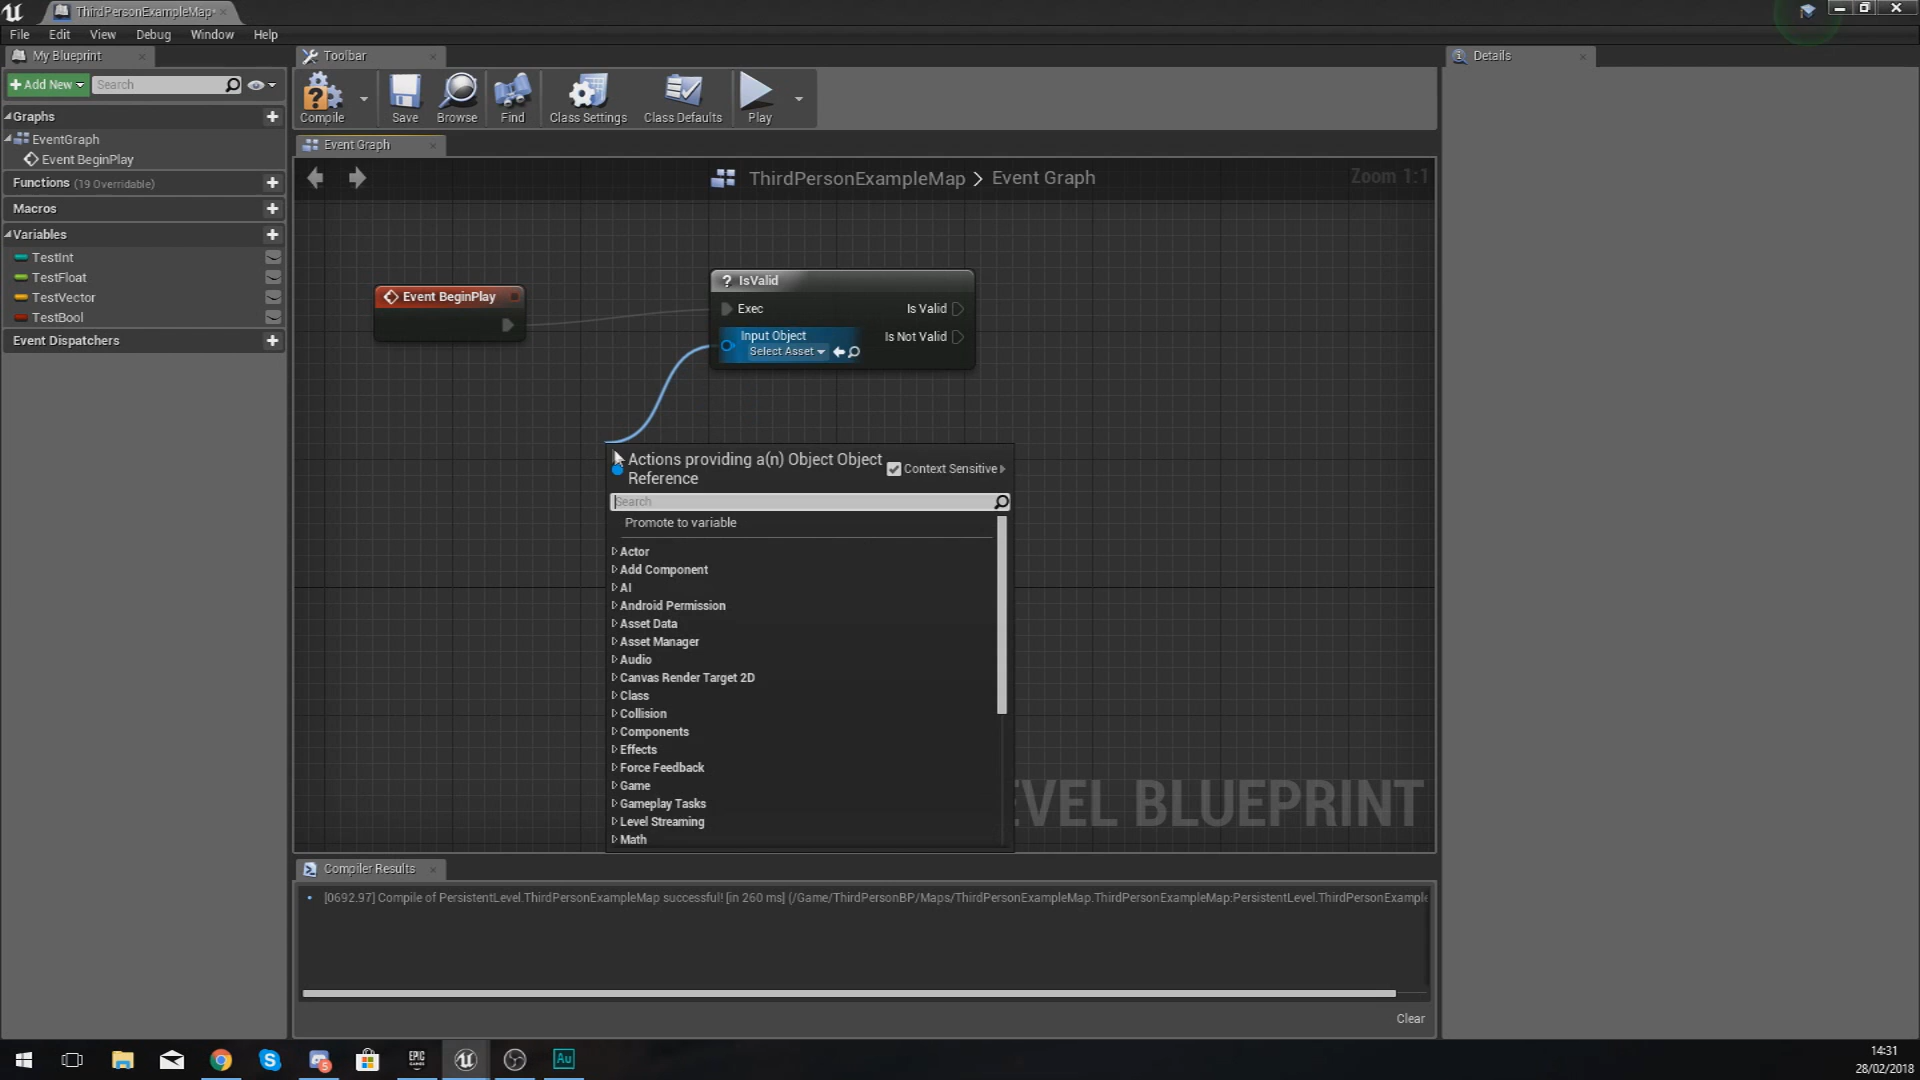 ThirdPersonExampleMap*
File Edit View Debug Window Help
My Blueprint
Toolbar
Details
Add New
Search
Compile
Save
Browse
Find
Class Settings
Class Defaults
Play
Graphs
EventGraph
Event BeginPlay
Functions (19 Overridable)
Macros
Variables
TestInt
TestFloat
TestVector
TestBool
Event Dispatchers
Event Graph
ThirdPersonExampleMap > Event Graph
Zoom 1:1
Event BeginPlay
? IsValid
Exec
Is Valid
Input Object
Select Asset
Is Not Valid
Actions providing a(n) Object Object
Reference
Context Sensitive
Search
Promote to variable
Actor
Add Component
AI
Android Permission
Asset Data
Asset Manager
Audio
Canvas Render Target 2D
Class
Collision
Components
Effects
Force Feedback
Game
Gameplay Tasks
Level Streaming
Math
EVEL BLUEPRINT
Compiler Results
[0692.97] Compile of PersistentLevel.ThirdPersonExampleMap successful! [in 260 ms] (/Game/ThirdPersonBP/Maps/ThirdPersonExampleMap.ThirdPersonExampleMap:PersistentLevel.ThirdPersonExample
Clear
EPIC
GAMES
5
Au
14:31
28/02/2018